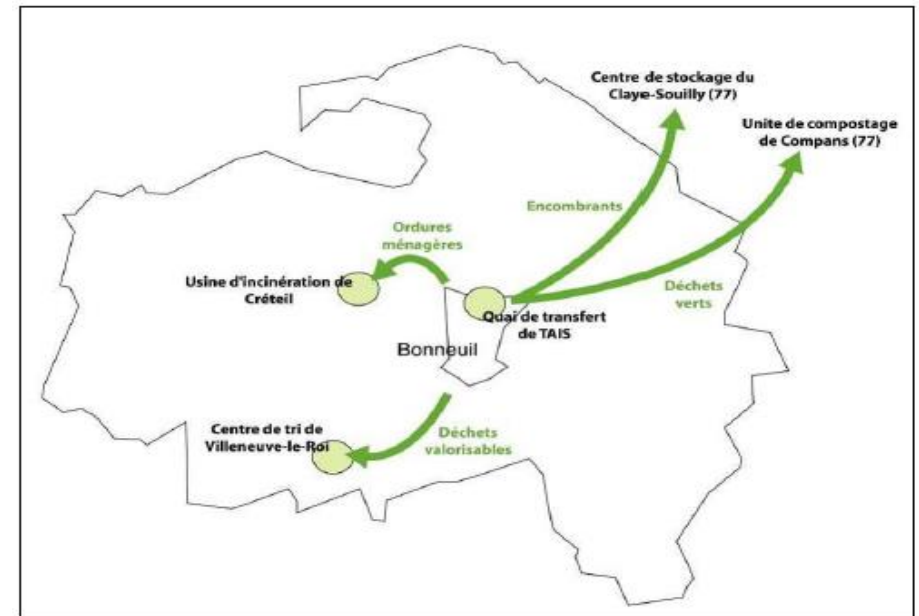 Centre de stockage du
Claye-Souilly (77)
Unite de compostage
de Compans (77)
Encombrants
Ordures
ménagères
Usine d'incinération de
Créteil
Déchets
verts
Quai de transfert
de TAIS
Bonneuil
Centre de tri de
Villeneuve-le-Roi
Déchets
valorisables